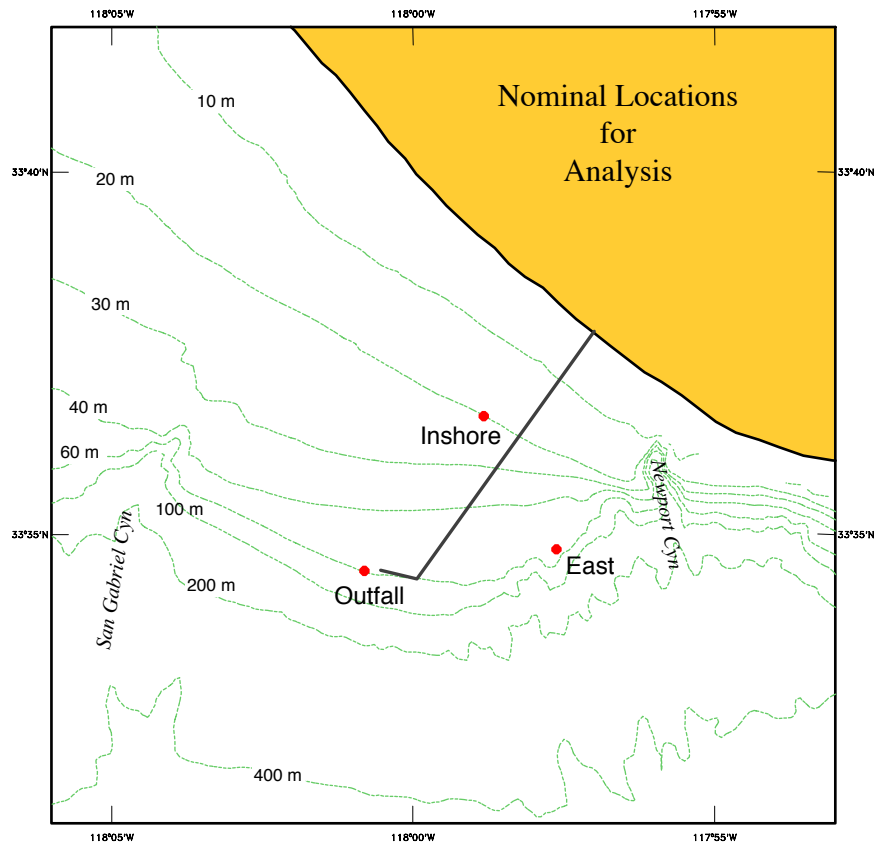 118°05'W 118°00'W 117°55'W
Nominal Locations
for
Analysis
10 m
33°40'N 33°40'N
20 m
30 m
40 m
Inshore
60 m
Newport Cyn
100 m
33°35'N 33°35'N
San Gabriel Cyn
East
200 m
Outfall
400 m
118°05'W 118°00'W 117°55'W